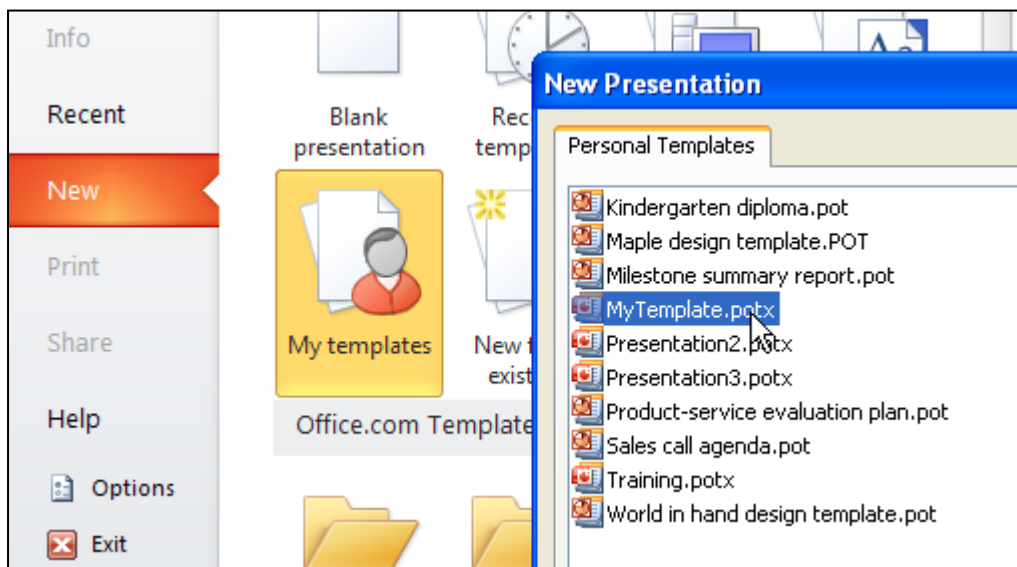 Info
Recent
New
Print
Share
Help
Options
Exit
Blank
presentation
My templates
New
Office.com
Aa
New Presentation
Personal Templates
Kindergarten diploma.pot
Maple design template.POT
Milestone summary report.pot
MyTemplate.potx
Presentation2.potx
Presentation3.potx
Product-service evaluation plan.pot
Sales call agenda.pot
Training.potx
World in hand design template.pot